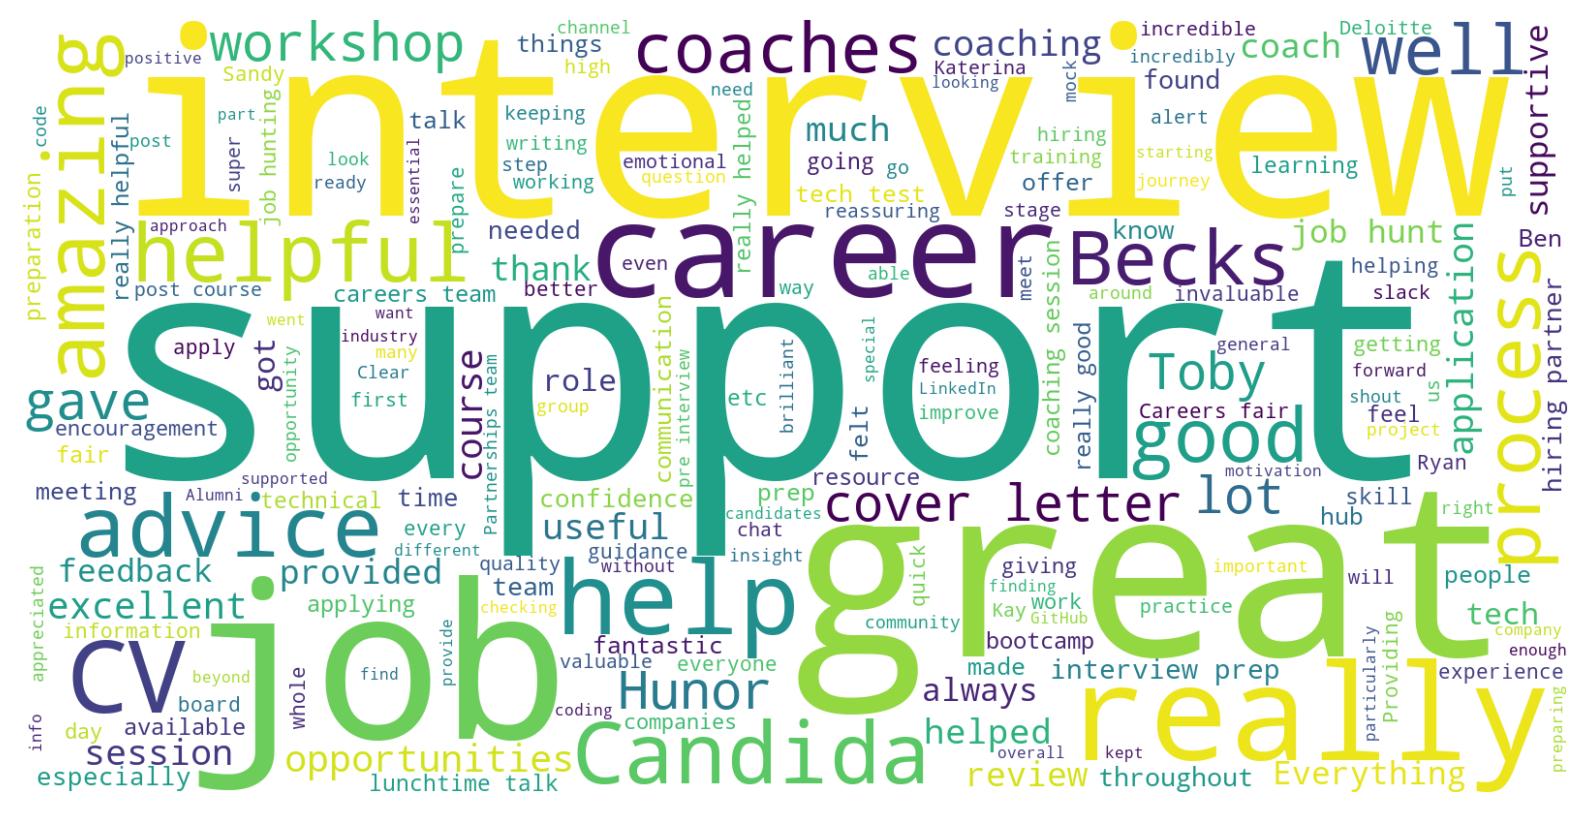 interview
support
great
job
career
really
helpful
help
advice
CV
Candida
process
amazing
well
coaches
Becks
workshop
good
Toby
Hunor
gave
cover letter
lot
coaching
coach
supportive
application
job hunt
opportunities
session
excellent
feedback
provided
useful
course
role
got
thank
much
found
tech
helped
always
review
throughout
Everything
interview prep
experience
people
especially
lunchtime talk
companies
everyone
fantastic
valuable
bootcamp
made
work
giving
Kay
GitHub
finding
practice
important
will
company
enough
particularly
Providing
preparing
overall
kept
coding
whole
find
provide
beyond
board
available
day
info
information
appreciated
applying
checking
quality
team
guidance
without
insight
chat
candidates
prep
confidence
resource
community
quick
motivation
skill
hub
right
Ryan
project
shout
feel
us
forward
getting
general
slack
helping
invaluable
know
around
meet
coaching session
really good
Careers fair
hiring partner
Ben
put
learning
alert
starting
journey
stage
offer
training
hiring
mock
incredibly
incredible
Deloitte
Katerina
looking
need
really helped
going
go
tech test
reassuring
emotional
question
keeping
writing
step
working
things
high
channel
talk
essential
prepare
needed
look
ready
super
part
job hunting
Sandy
positive
code
post
preparation
really helpful
approach
post course
careers team
went
want
industry
many
Clear
first
apply
opportunity
encouragement
fair
meeting
Alumni
supported
technical
time
every
different
Partnerships team
group
even
better
able
way
communication
pre interview
etc
brilliant
special
feeling
LinkedIn
improve
felt